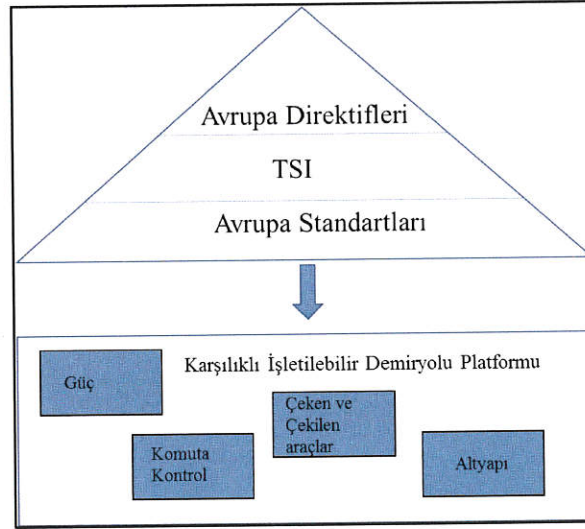 Avrupa Direktifleri
TSI
Avrupa Standartları
Karşılıklı İşletilebilir Demiryolu Platformu
Güç
Çeken ve
Çekilen
araçlar
Komuta
Kontrol
Altyapı